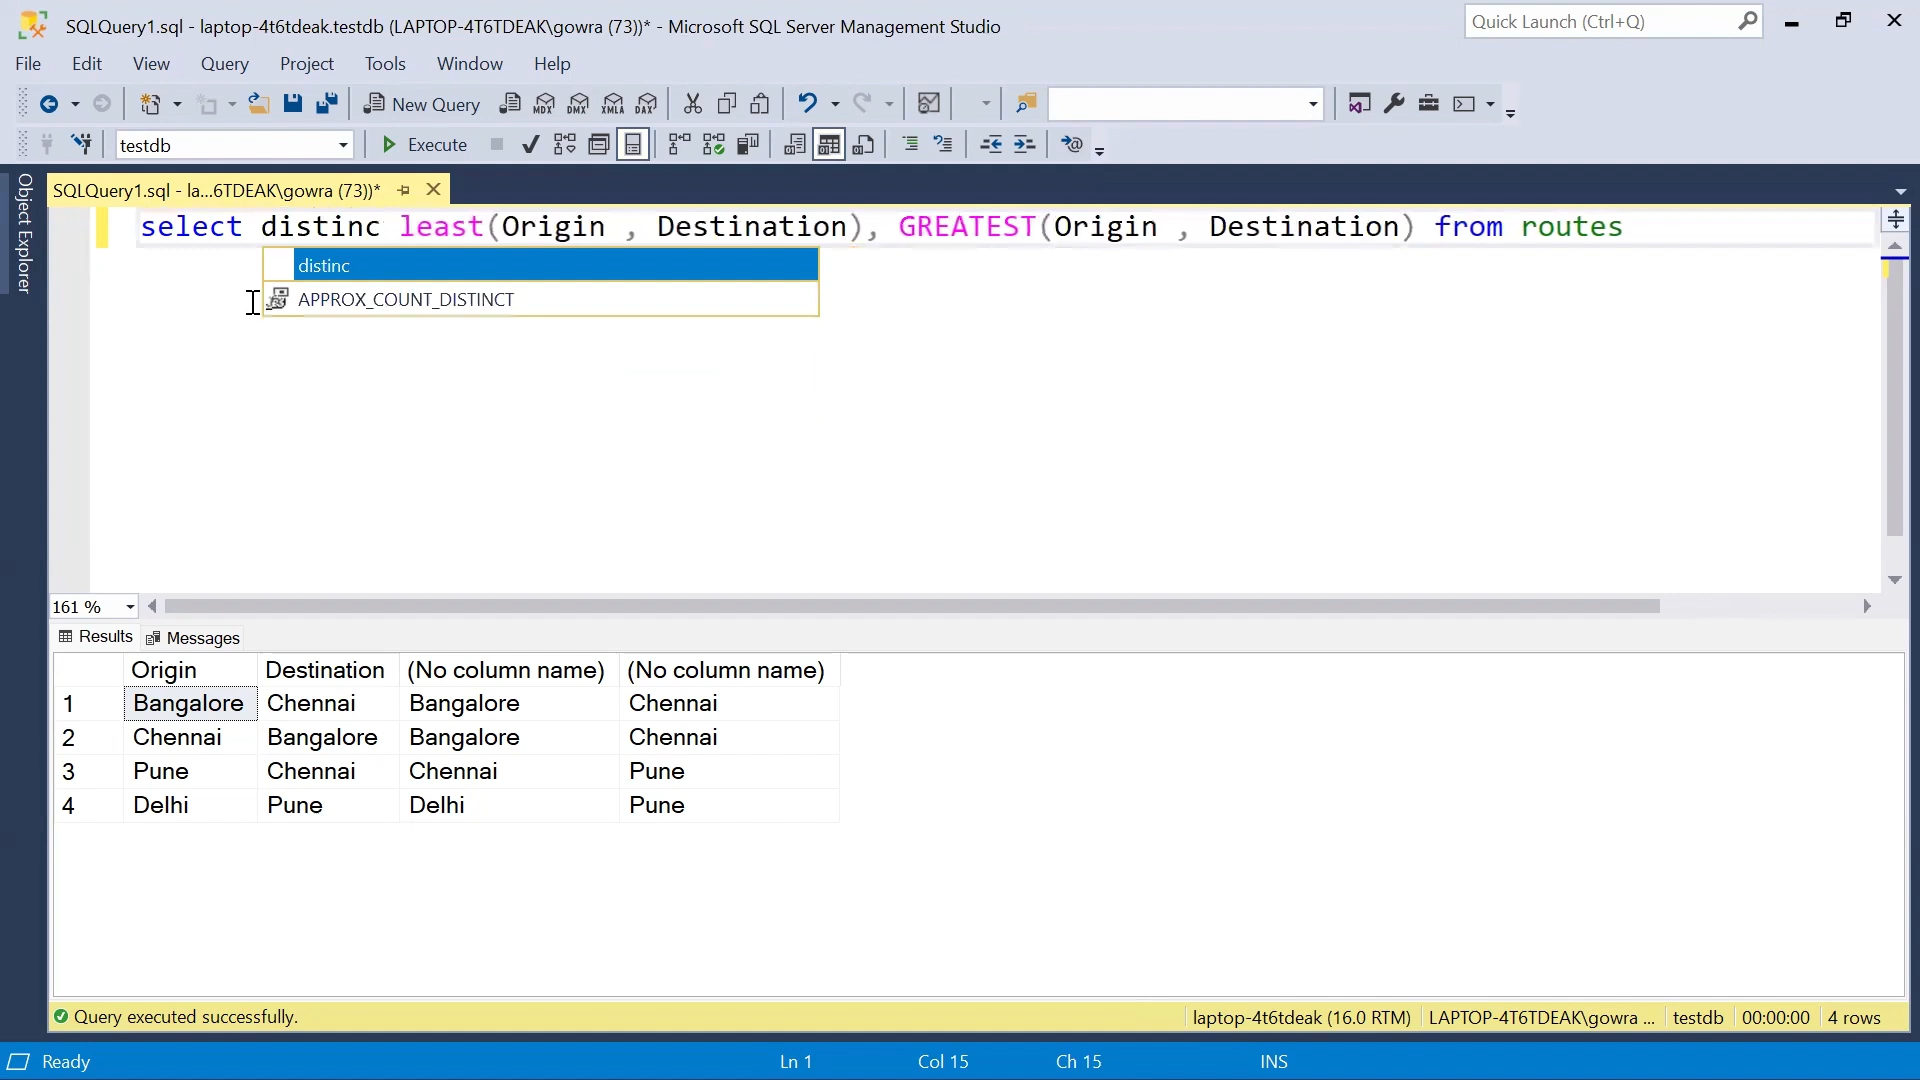 SQLQuery1.sql - laptop-4t6tdeak.testdb (LAPTOP-4T6TDEAK\gowra (73))* - Microsoft SQL Server Management Studio
Quick Launch (Ctrl+Q)
File Edit View Query Project Tools Window Help
New Query MDX DMX XMLA DAX
testdb Execute
Object Explorer
SQLQuery1.sql - la...6TDEAK\gowra (73))*
select distinc least(Origin , Destination), GREATEST(Origin , Destination) from routes
distinc
APPROX_COUNT_DISTINCT
161 %
Results Messages
Origin Destination (No column name) (No column name)
1 Bangalore Chennai Bangalore Chennai
2 Chennai Bangalore Bangalore Chennai
3 Pune Chennai Chennai Pune
4 Delhi Pune Delhi Pune
Query executed successfully. laptop-4t6tdeak (16.0 RTM) LAPTOP-4T6TDEAK\gowra ... testdb 00:00:00 4 rows
Ready Ln 1 Col 15 Ch 15 INS